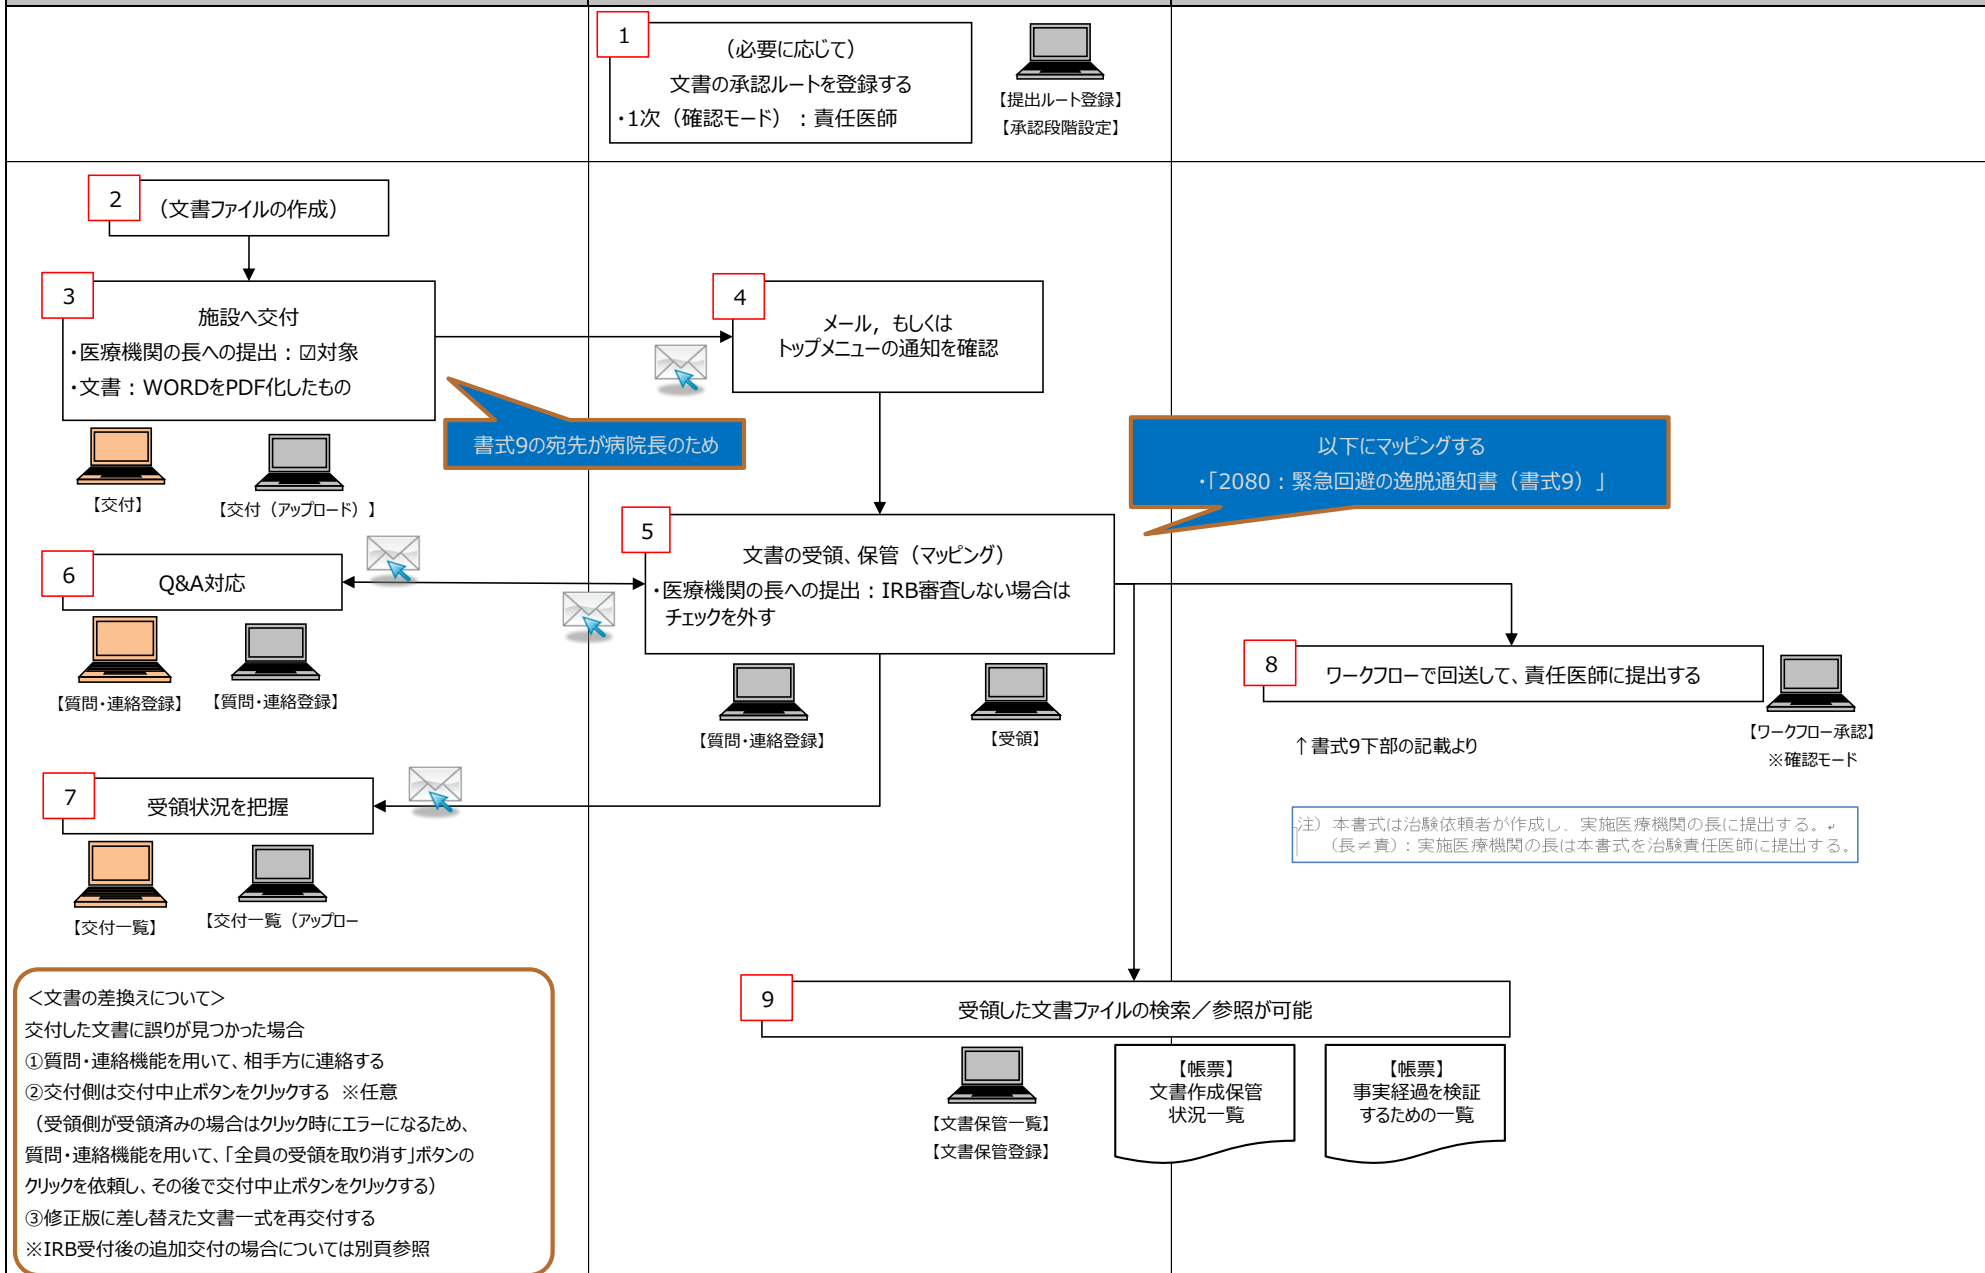 1
（必要に応じて）
文書の承認ルートを登録する
・1次（確認モード）：責任医師
【提出ルート登録】
【承認段階設定】
2
（文書ファイルの作成）
3
施設へ交付
・医療機関の長への提出：☑対象
・文書：WORDをPDF化したもの
【交付】
【交付（アップロード）】
書式9の宛先が病院長のため
4
メール，もしくは
トップメニューの通知を確認
以下にマッピングする
・「2080：緊急回避の逸脱通知書（書式9）」
5
文書の受領、保管（マッピング）
・医療機関の長への提出：IRB審査しない場合は
チェックを外す
【質問・連絡登録】
【受領】
6
Q&A対応
【質問・連絡登録】
【質問・連絡登録】
7
受領状況を把握
【交付一覧】
【交付一覧（アップロー
8
ワークフローで回送して、責任医師に提出する
【ワークフロー承認】
※確認モード
↑書式9下部の記載より
注）本書式は治験依頼者が作成し、実施医療機関の長に提出する。↵
（長≠責）：実施医療機関の長は本書式を治験責任医師に提出する。
9
受領した文書ファイルの検索／参照が可能
【文書保管一覧】
【文書保管登録】
【帳票】
文書作成保管
状況一覧
【帳票】
事実経過を検証
するための一覧
＜文書の差換えについて＞
交付した文書に誤りが見つかった場合
①質問・連絡機能を用いて、相手方に連絡する
②交付側は交付中止ボタンをクリックする ※任意
（受領側が受領済みの場合はクリック時にエラーになるため、
質問・連絡機能を用いて、「全員の受領を取り消す」ボタンの
クリックを依頼し、その後で交付中止ボタンをクリックする）
③修正版に差し替えた文書一式を再交付する
※IRB受付後の追加交付の場合については別頁参照